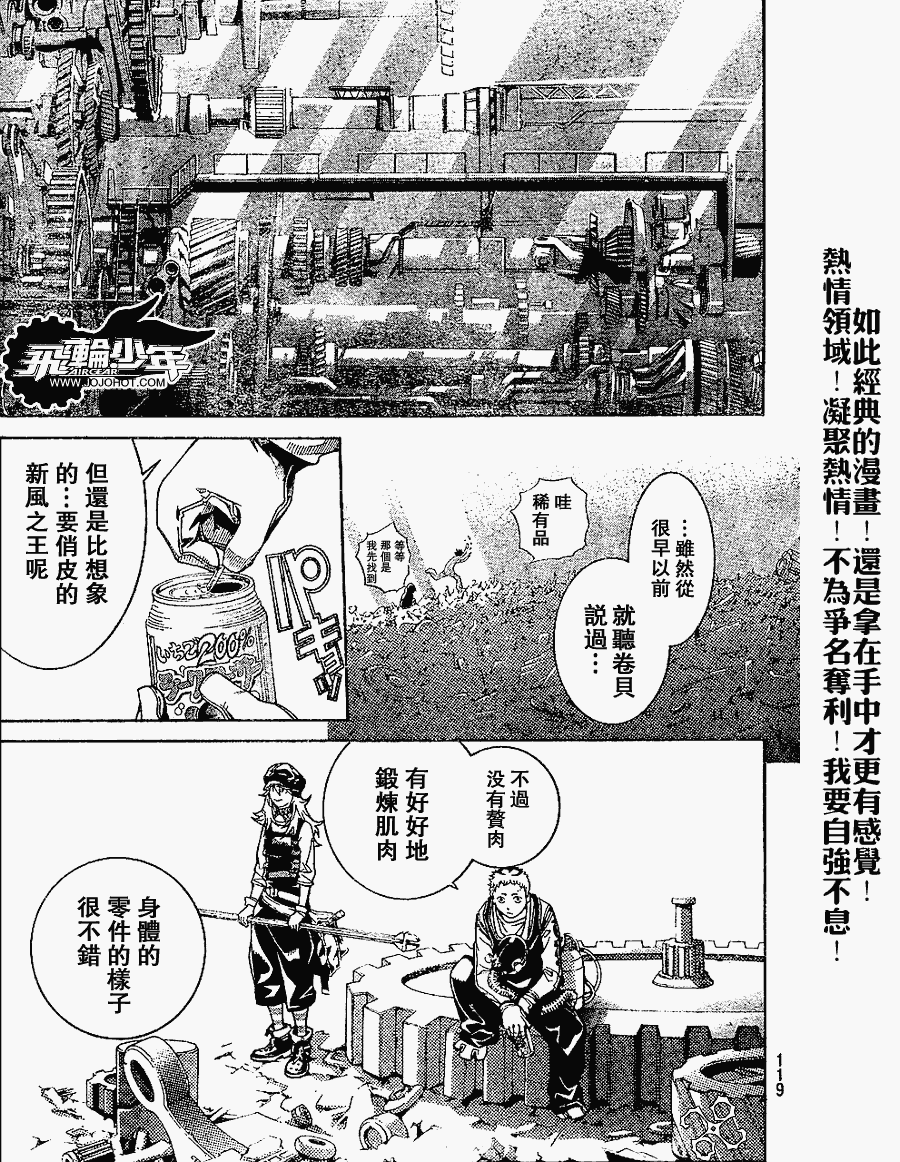 飛輪少年
AIRGEAR
WWW.JOJOHOT.COM
如此經典的漫畫！還是拿在手中才更有感覺！
熱情領域！凝聚熱情！不為爭名奪利！我要自強不息！
…雖然從
很早以前
就聽卷貝
説過…
哇
稀有品
等等
那個是
我先找到
但還是比想象
的…要俏皮的
新風之王呢
パキョッ
いちご200%
不過
没有贅肉
有好好地
鍛煉肌肉
身體的
零件的樣子
很不錯
119